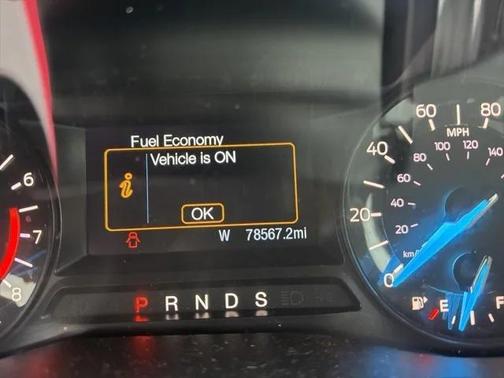 Fuel Economy
Vehicle is ON
i
OK
W 78567.2mi
P R N D S
6
7
8
0 20 40 60 80
MPH
20 40 60 80 100 120 140
km/
E